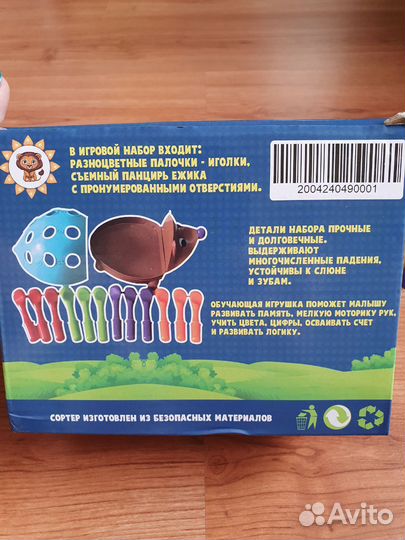 В ИГРОВОЙ НАБОР ВХОДИТ:
РАЗНОЦВЕТНЫЕ ПАЛОЧКИ - ИГОЛКИ,
СЪЕМНЫЙ ПАНЦИРЬ ЕЖИКА
С ПРОНУМЕРОВАННЫМИ ОТВЕРСТИЯМИ.
2004240490001
ДЕТАЛИ НАБОРА ПРОЧНЫЕ
И ДОЛГОВЕЧНЫЕ.
ВЫДЕРЖИВАЮТ
МНОГОЧИСЛЕННЫЕ ПАДЕНИЯ,
УСТОЙЧИВЫ К СЛЮНЕ
И ЗУБАМ.
ОБУЧАЮЩАЯ ИГРУШКА ПОМОЖЕТ МАЛЫШУ
РАЗВИВАТЬ ПАМЯТЬ, МЕЛКУЮ МОТОРИКУ РУК,
УЧИТЬ ЦВЕТА, ЦИФРЫ, ОСВАИВАТЬ СЧЕТ
И РАЗВИВАТЬ ЛОГИКУ.
СОРТЕР ИЗГОТОВЛЕН ИЗ БЕЗОПАСНЫХ МАТЕРИАЛОВ
Avito